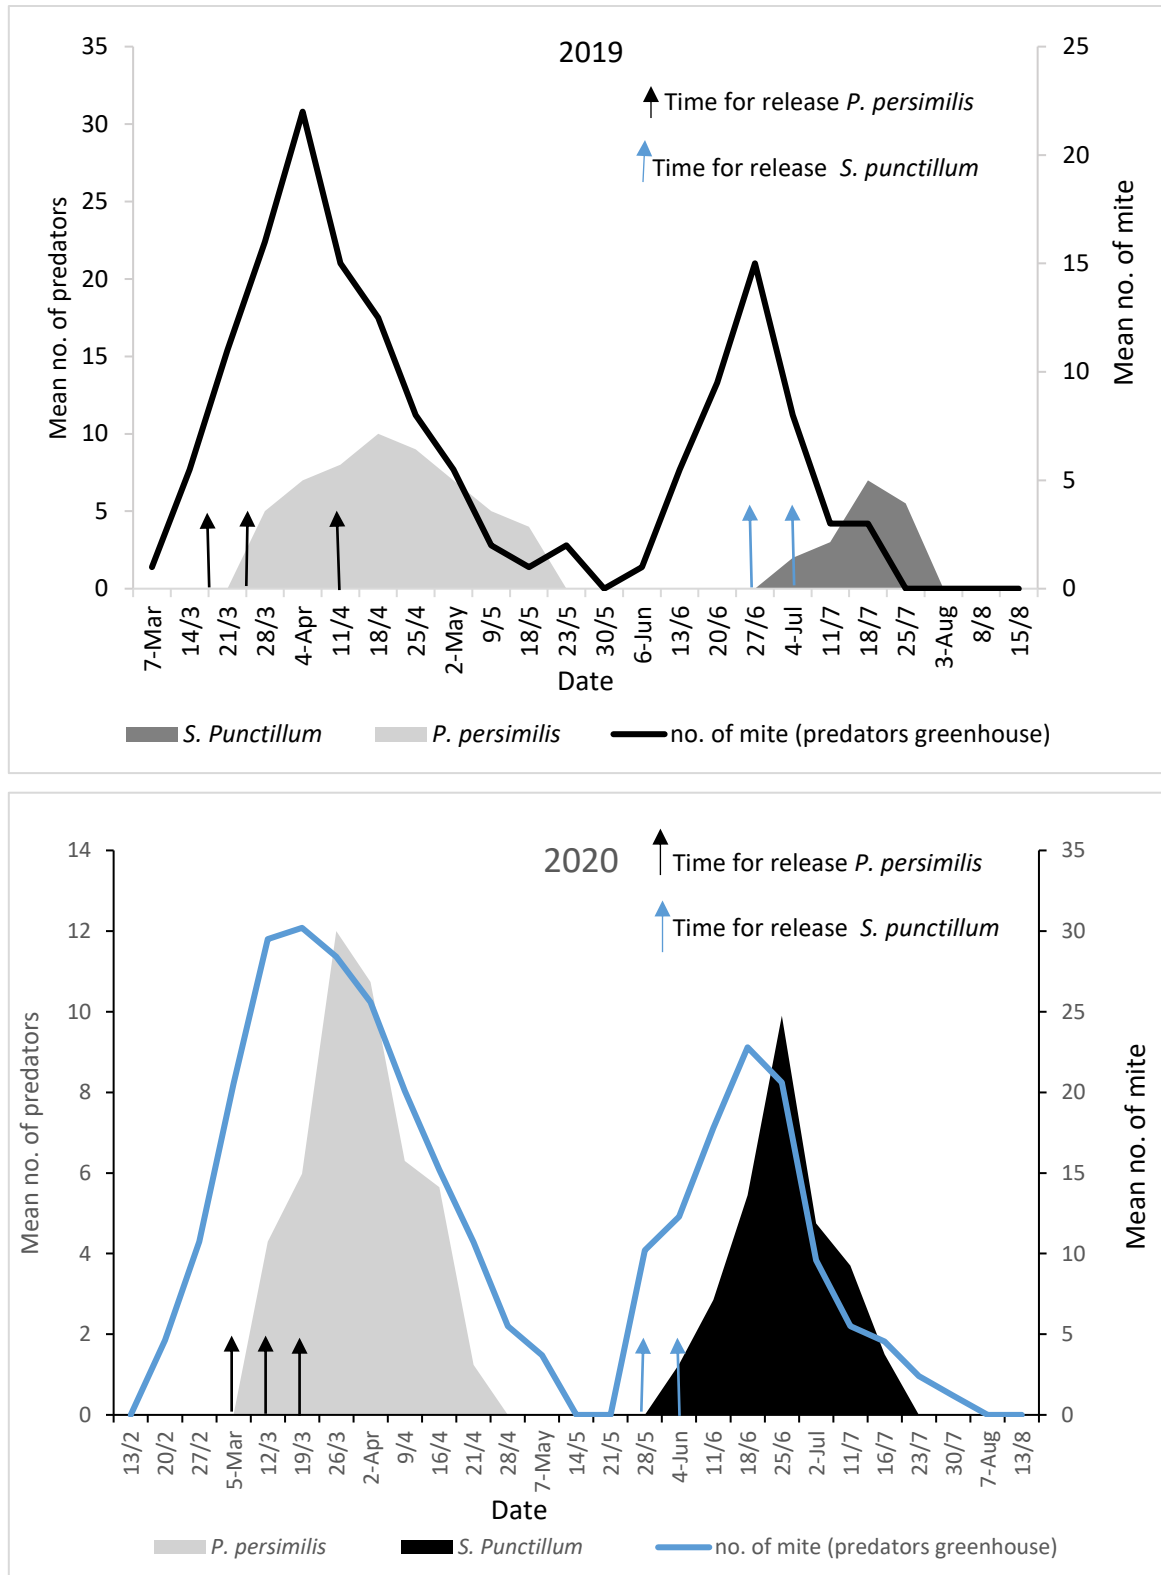 2019
Time for release P. persimilis
Time for release S. punctillum
Mean no. of predators
35
30
25
20
15
10
5
0
Mean no. of mite
25
20
15
10
5
0
7-Mar
14/3
21/3
28/3
4-Apr
11/4
18/4
25/4
2-May
9/5
18/5
23/5
30/5
6-Jun
13/6
20/6
27/6
4-Jul
11/7
18/7
25/7
3-Aug
8/8
15/8
Date
S. Punctillum P. persimilis no. of mite (predators greenhouse)
2020
Time for release P. persimilis
Time for release S. punctillum
Mean no. of predators
14
12
10
8
6
4
2
0
Mean no. of mite
35
30
25
20
15
10
5
0
13/2
20/2
27/2
5-Mar
12/3
19/3
26/3
2-Apr
9/4
16/4
21/4
28/4
7-May
14/5
21/5
28/5
4-Jun
11/6
18/6
25/6
2-Jul
11/7
16/7
23/7
30/7
7-Aug
13/8
Date
P. persimilis S. Punctillum no. of mite (predators greenhouse)